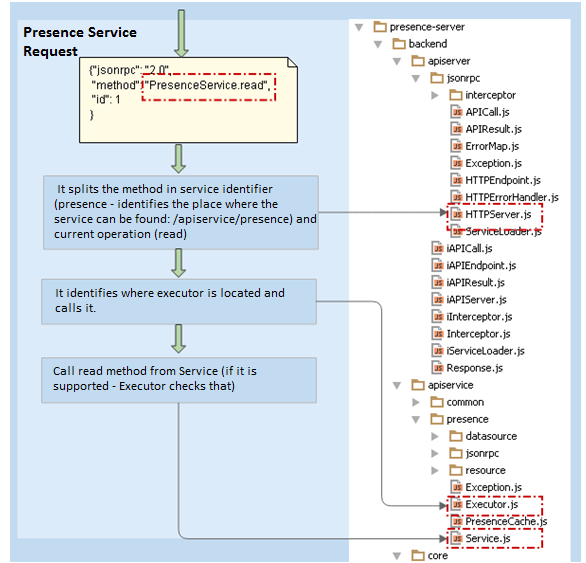 Presence Service
Request
{"jsonrpc": "2.0",
"method": "PresenceService.read",
"id": 1
}
It splits the method in service identifier
(presence - identifies the place where the
service can be found: /apiservice/presence) and
current operation (read)
It identifies where executor is located and
calls it.
Call read method from Service (if it is
supported - Executor checks that)
presence-server
backend
apiserver
jsonrpc
interceptor
APICall.js
APIResult.js
ErrorMap.js
Exception.js
HTTPEndpoint.js
HTTPErrorHandler.js
HTTPServer.js
ServiceLoader.js
iAPICall.js
iAPIEndpoint.js
iAPIResult.js
iAPIServer.js
iInterceptor.js
Interceptor.js
iServiceLoader.js
Response.js
apiservice
common
presence
datasource
jsonrpc
resource
Exception.js
Executor.js
PresenceCache.js
Service.js
core